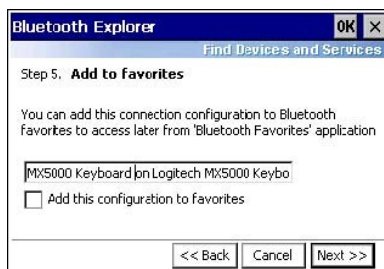 Bluetooth Explorer OK ×
Find Devices and Services
Step 5. Add to favorites
You can add this connection configuration to Bluetooth
favorites to access later from 'Bluetooth Favorites' application
MX5000 Keyboard on Logitech MX5000 Keybo
Add this configuration to favorites
<< Back Cancel Next >>